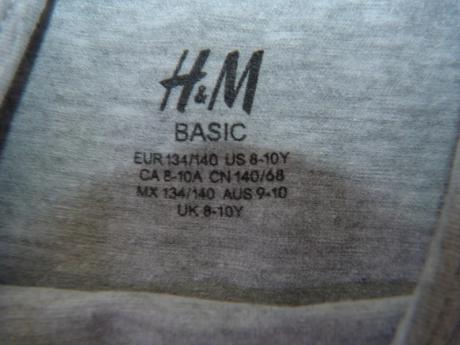 H&M
BASIC
EUR 134/140 US 8-10Y
CA 8-10A CN 140/68
MX 134/140 AUS 9-10
UK 8-10Y